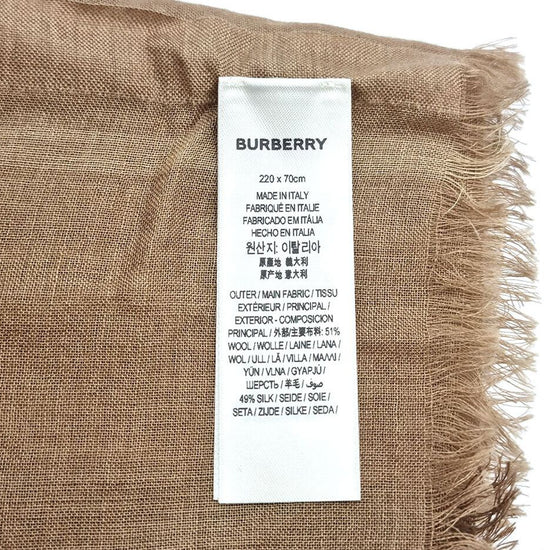 BURBERRY
220 x 70cm
MADE IN ITALY
FABRIQUÉ EN ITALIE
FABRICADO EM ITÁLIA
HECHO EN ITALIA
원산지: 이탈리아
原產地 義大利
原产地 意大利
OUTER / MAIN FABRIC / TISSU
EXTÉRIEUR / PRINCIPAL /
EXTERIOR - COMPOSICION
PRINCIPAL / 外部/主要布料: 51%
WOOL / WOLLE / LAINE / LANA /
WOL / ULL / LÃ / VILLA / ΜΑΛΛΙ /
YÜN / VLNA / GYAPJÚ /
ШЕРСТЬ / 羊毛 / صوف /
49% SILK / SEIDE / SOIE /
SETA / ZIJDE / SILKE / SEDA /